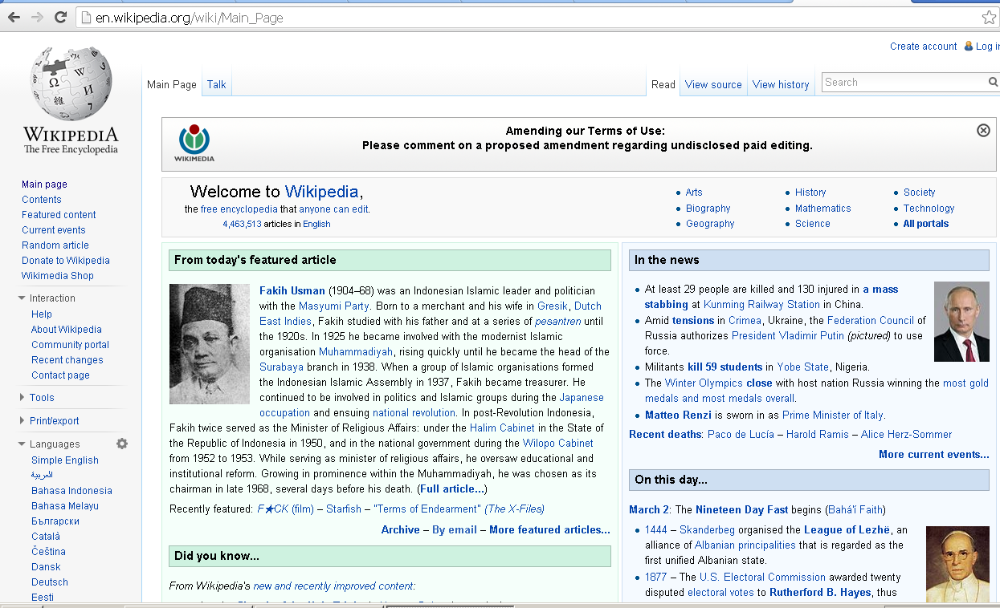 en.wikipedia.org/wiki/Main_Page
Create account Log in
Main Page Talk Read View source View history Search
WIKIPEDIA
The Free Encyclopedia
Main page
Contents
Featured content
Current events
Random article
Donate to Wikipedia
Wikimedia Shop
Interaction
Help
About Wikipedia
Community portal
Recent changes
Contact page
Tools
Print/export
Languages
Simple English
العربية
Bahasa Indonesia
Bahasa Melayu
Български
Català
Čeština
Dansk
Deutsch
Eesti
WIKIMEDIA
Amending our Terms of Use:
Please comment on a proposed amendment regarding undisclosed paid editing.
Welcome to Wikipedia,
the free encyclopedia that anyone can edit.
4,463,513 articles in English
Arts
Biography
Geography
History
Mathematics
Science
Society
Technology
All portals
From today's featured article
Fakih Usman (1904–68) was an Indonesian Islamic leader and politician
with the Masyumi Party. Born to a merchant and his wife in Gresik, Dutch
East Indies, Fakih studied with his father and at a series of pesantren until
the 1920s. In 1925 he became involved with the modernist Islamic
organisation Muhammadiyah, rising quickly until he became the head of the
Surabaya branch in 1938. When a group of Islamic organisations formed
the Indonesian Islamic Assembly in 1937, Fakih became treasurer. He
continued to be involved in politics and Islamic groups during the Japanese
occupation and ensuing national revolution. In post-Revolution Indonesia,
Fakih twice served as the Minister of Religious Affairs: under the Halim Cabinet in the State of
the Republic of Indonesia in 1950, and in the national government during the Wilopo Cabinet
from 1952 to 1953. While serving as minister of religious affairs, he oversaw educational and
institutional reform. Growing in prominence within the Muhammadiyah, he was chosen as its
chairman in late 1968, several days before his death. (Full article...)
Recently featured: F★CK (film) – Starfish – "Terms of Endearment" (The X-Files)
Archive – By email – More featured articles...
Did you know...
From Wikipedia's new and recently improved content:
In the news
At least 29 people are killed and 130 injured in a mass
stabbing at Kunming Railway Station in China.
Amid tensions in Crimea, Ukraine, the Federation Council of
Russia authorizes President Vladimir Putin (pictured) to use
force.
Militants kill 59 students in Yobe State, Nigeria.
The Winter Olympics close with host nation Russia winning the most gold
medals and most medals overall.
Matteo Renzi is sworn in as Prime Minister of Italy.
Recent deaths: Paco de Lucía – Harold Ramis – Alice Herz-Sommer
More current events...
On this day...
March 2: The Nineteen Day Fast begins (Bahá'í Faith)
1444 – Skanderbeg organised the League of Lezhë, an
alliance of Albanian principalities that is regarded as the
first unified Albanian state.
1877 – The U.S. Electoral Commission awarded twenty
disputed electoral votes to Rutherford B. Hayes, thus